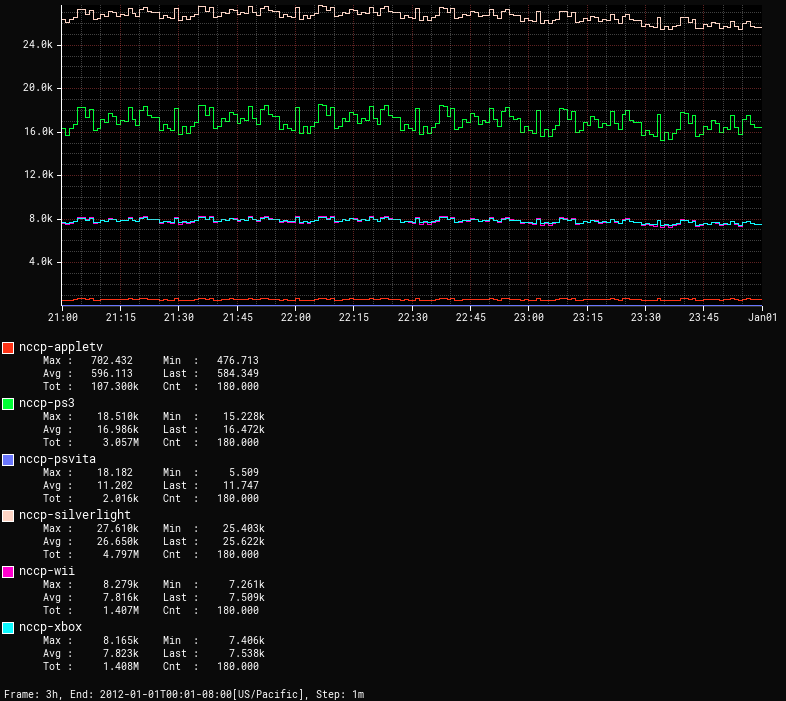 24.0k
20.0k
16.0k
12.0k
8.0k
4.0k
21:00 21:15 21:30 21:45 22:00 22:15 22:30 22:45 23:00 23:15 23:30 23:45 Jan01
nccp-appletv
Max : 702.432 Min : 476.713
Avg : 596.113 Last : 584.349
Tot : 107.300k Cnt : 180.000
nccp-ps3
Max : 18.510k Min : 15.228k
Avg : 16.986k Last : 16.472k
Tot : 3.057M Cnt : 180.000
nccp-psvita
Max : 18.182 Min : 5.509
Avg : 11.202 Last : 11.747
Tot : 2.016k Cnt : 180.000
nccp-silverlight
Max : 27.610k Min : 25.403k
Avg : 26.650k Last : 25.622k
Tot : 4.797M Cnt : 180.000
nccp-wii
Max : 8.279k Min : 7.261k
Avg : 7.816k Last : 7.509k
Tot : 1.407M Cnt : 180.000
nccp-xbox
Max : 8.165k Min : 7.406k
Avg : 7.823k Last : 7.538k
Tot : 1.408M Cnt : 180.000
Frame: 3h, End: 2012-01-01T00:01-08:00[US/Pacific], Step: 1m